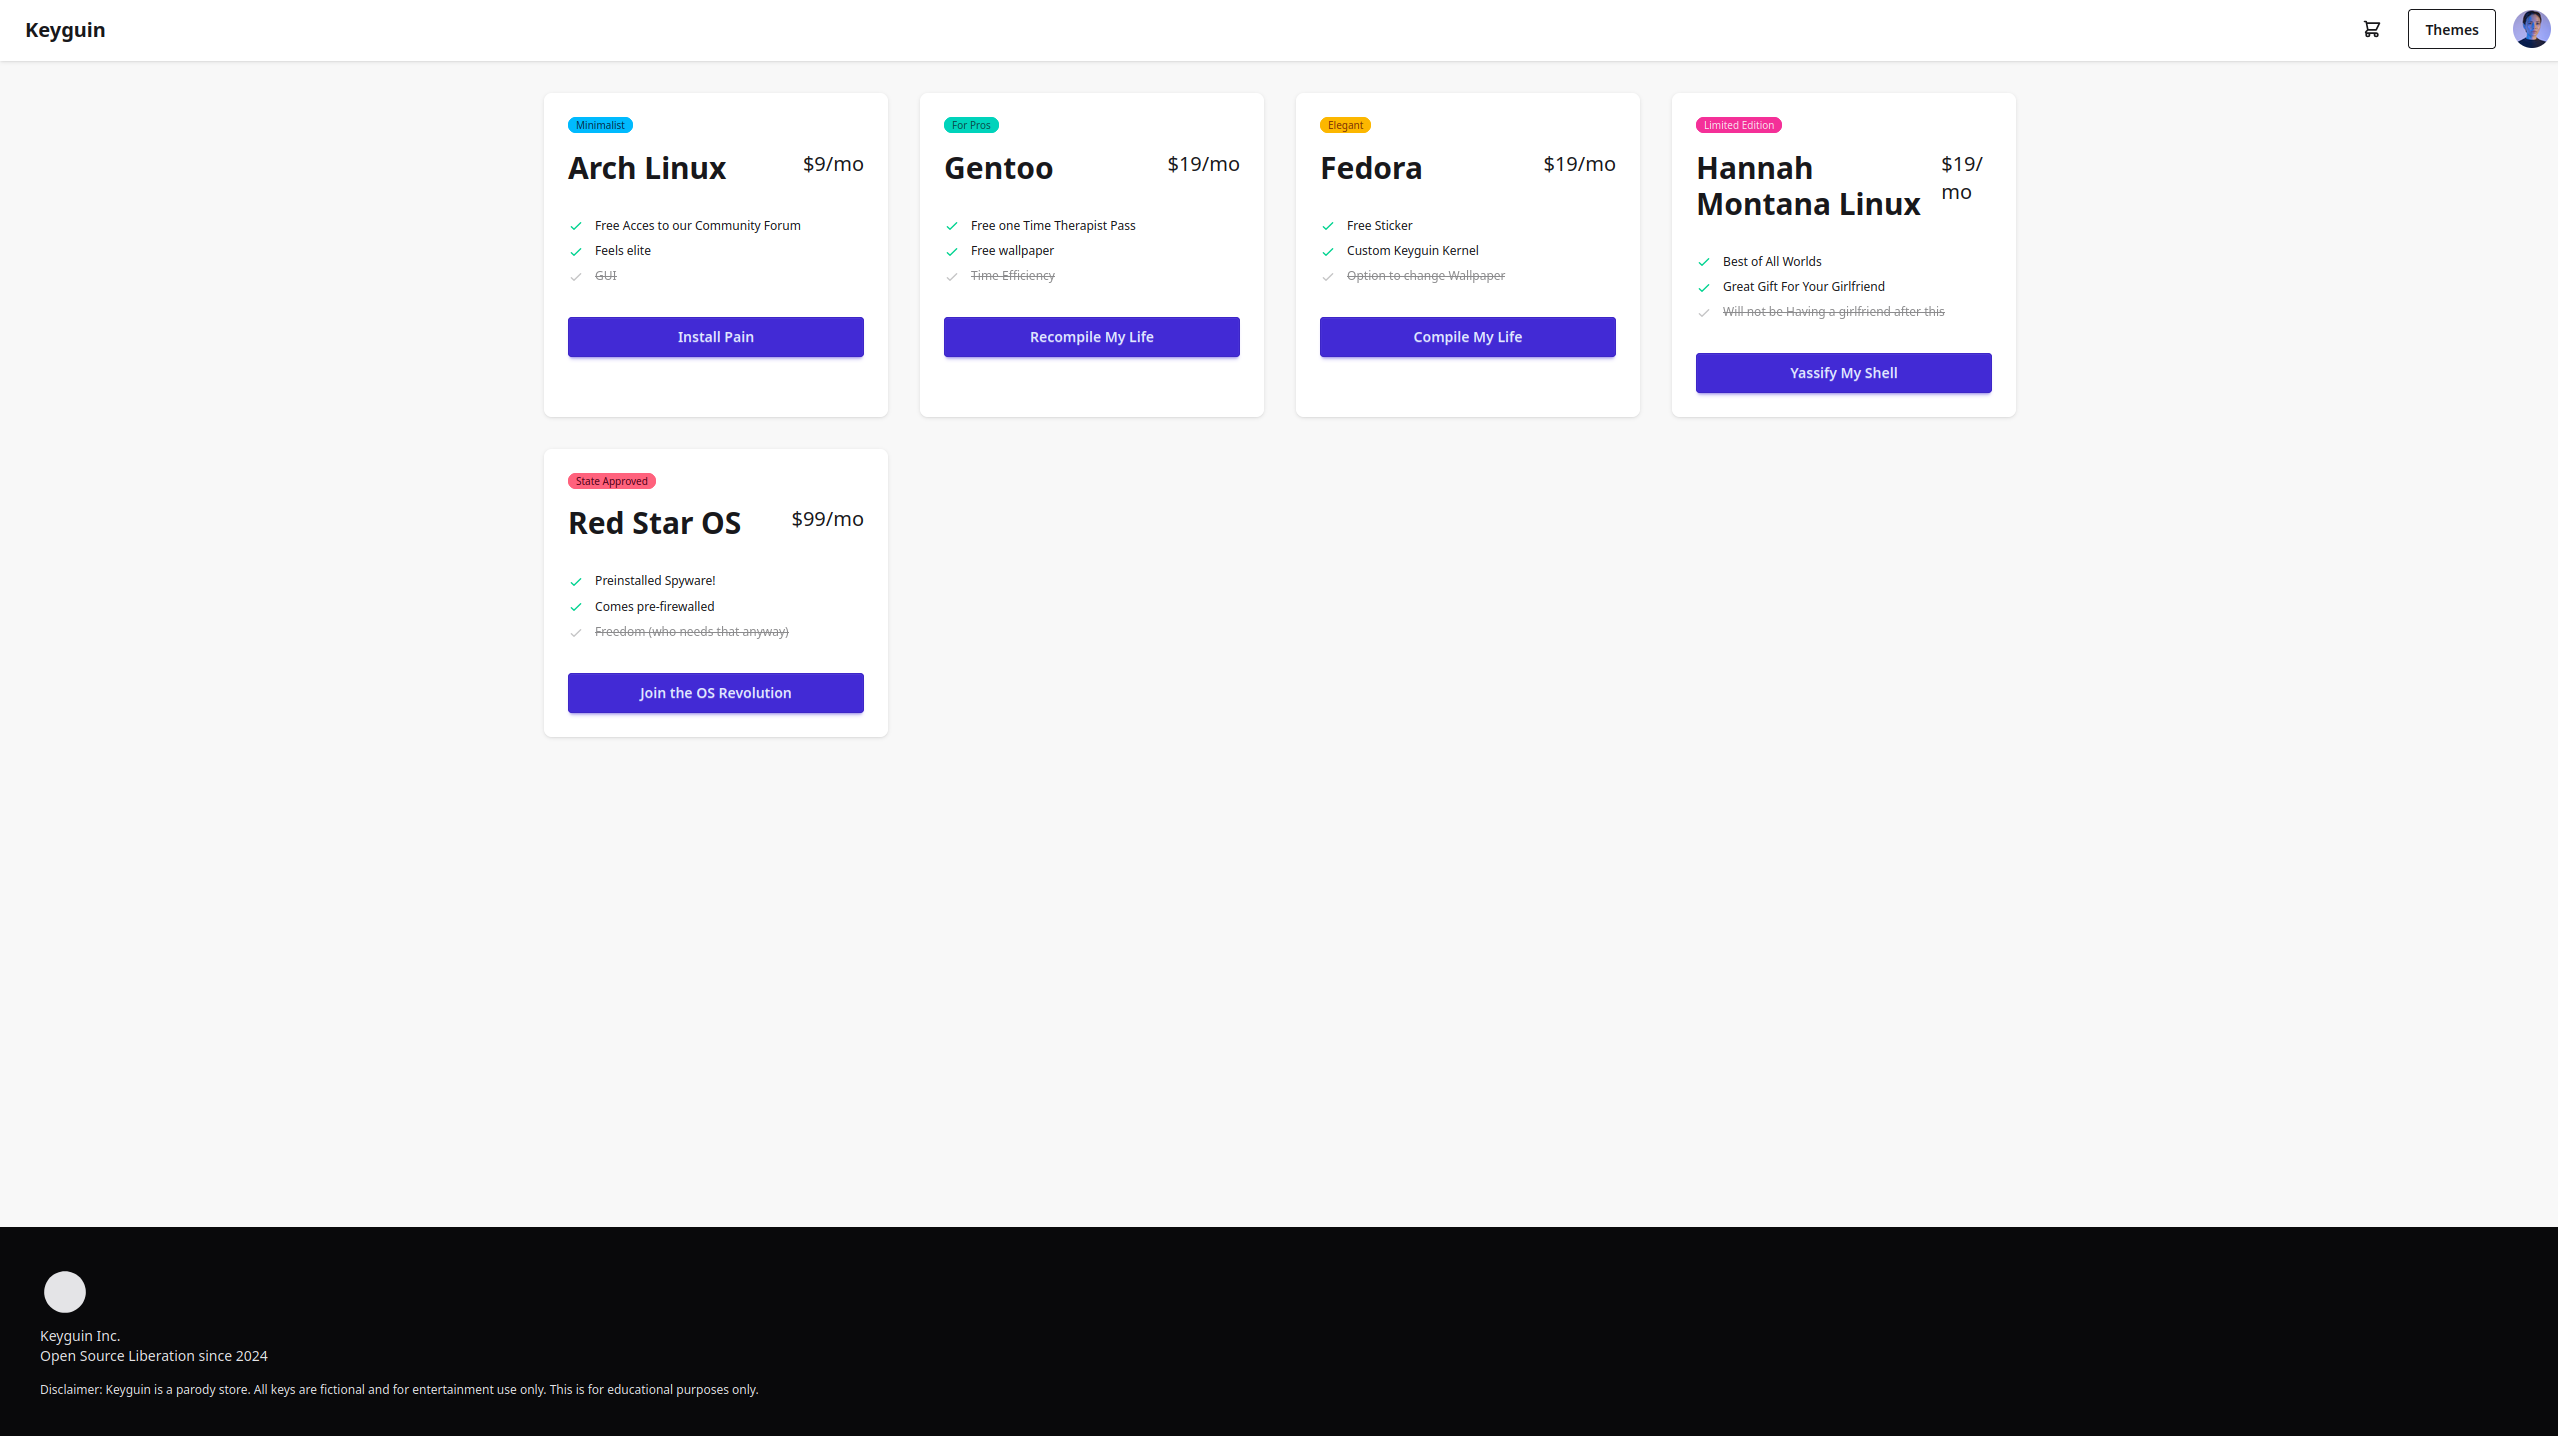 Keyguin
Themes
Minimalist
Arch Linux
$9/mo
Free Acces to our Community Forum
Feels elite
GUI
Install Pain
For Pros
Gentoo
$19/mo
Free one Time Therapist Pass
Free wallpaper
Time Efficiency
Recompile My Life
Elegant
Fedora
$19/mo
Free Sticker
Custom Keyguin Kernel
Option to change Wallpaper
Compile My Life
Limited Edition
Hannah
Montana Linux
$19/
mo
Best of All Worlds
Great Gift For Your Girlfriend
Will not be Having a girlfriend after this
Yassify My Shell
State Approved
Red Star OS
$99/mo
Preinstalled Spyware!
Comes pre-firewalled
Freedom (who needs that anyway)
Join the OS Revolution
Keyguin Inc.
Open Source Liberation since 2024
Disclaimer: Keyguin is a parody store. All keys are fictional and for entertainment use only. This is for educational purposes only.